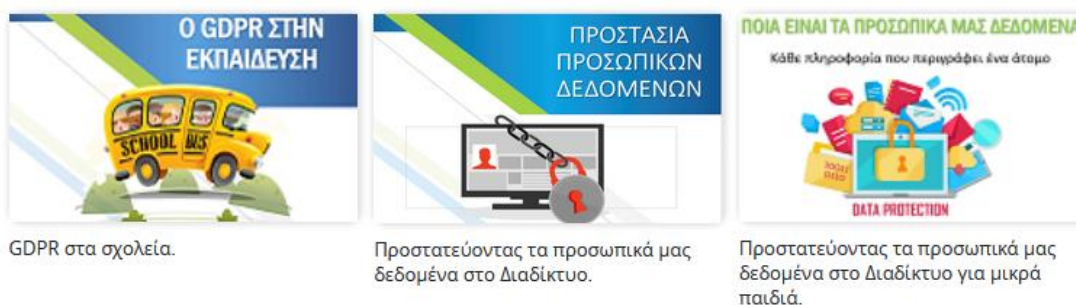 Ο GDPR ΣΤΗΝ
ΕΚΠΑΙΔΕΥΣΗ
SCHOOL BUS
GDPR στα σχολεία.
ΠΡΟΣΤΑΣΙΑ
ΠΡΟΣΩΠΙΚΩΝ
ΔΕΔΟΜΕΝΩΝ
Προστατεύοντας τα προσωπικά μας
δεδομένα στο Διαδίκτυο.
ΠΟΙΑ ΕΙΝΑΙ ΤΑ ΠΡΟΣΩΠΙΚΑ ΜΑΣ ΔΕΔΟΜΕΝΑ
Κάθε πληροφορία που περιγράφει ένα άτομο
DATA PROTECTION
Προστατεύοντας τα προσωπικά μας
δεδομένα στο Διαδίκτυο για μικρά
παιδιά.